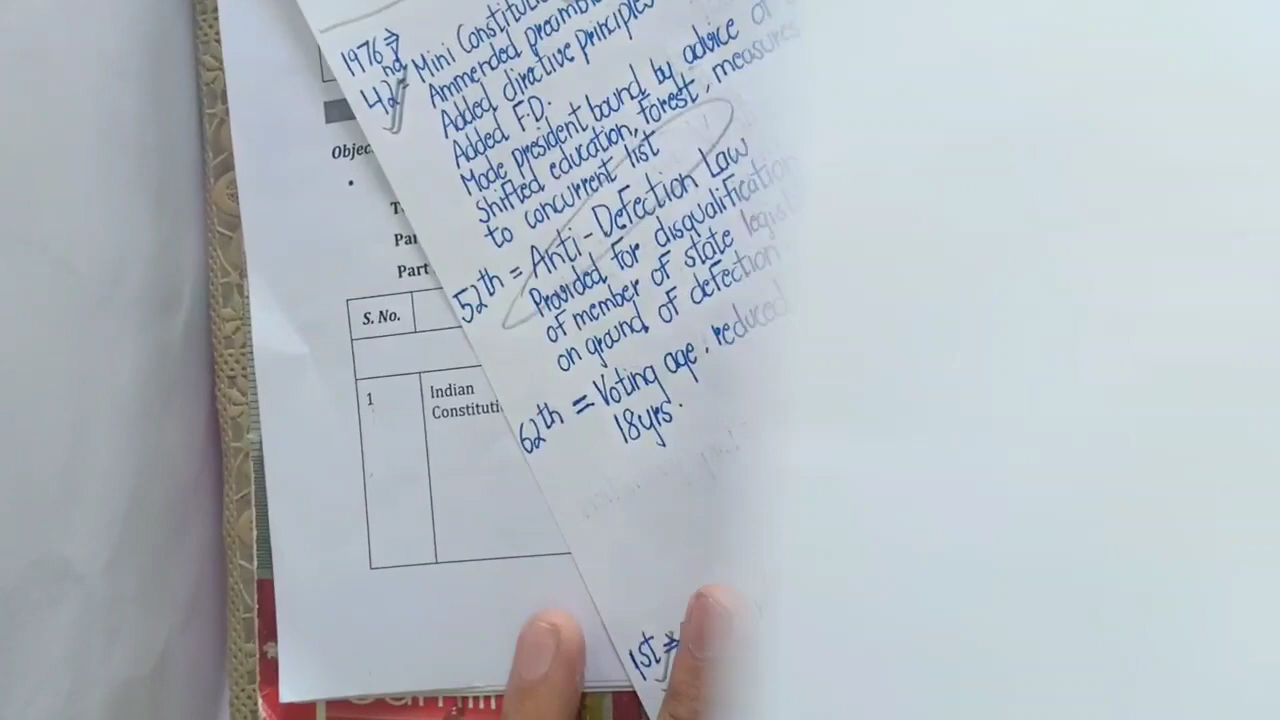 1976 ⇒
42nd - Mini Constitu
Ammended preamb
Added directive principles
Added F.D.
Mode president bound by advice of
Shifted education, forest, measures
to concurrent list
52th = Anti-Defection Law
Provided for disqualification
of member of state legis
on ground of defection
62th = Voting age, reduced
18yrs.
1st ⇒
Objec
Par
Part
S. No.
1
Indian
Constituti